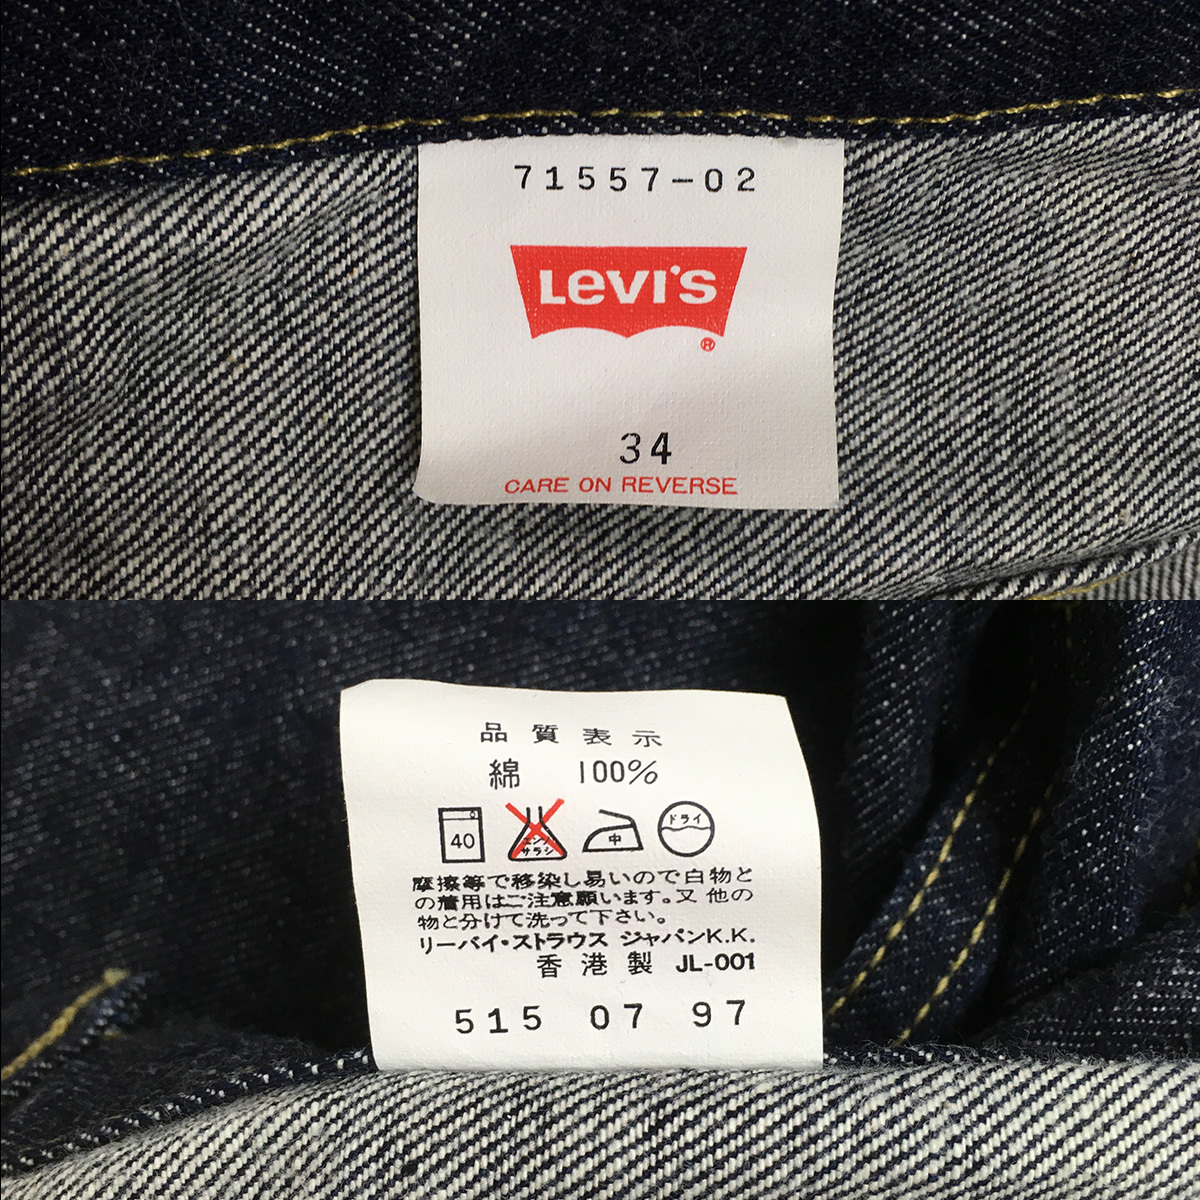 71557-02
Levi's
®
34
CARE ON REVERSE
品質表示
綿 100%
40
エンソ
サラシ
中
ドライ
摩擦等で移染し易いので白物と
の着用はご注意願います。又他の
物と分けて洗って下さい。
リーバイ・ストラウス ジャパンK.K.
香港製 JL-001
515 07 97